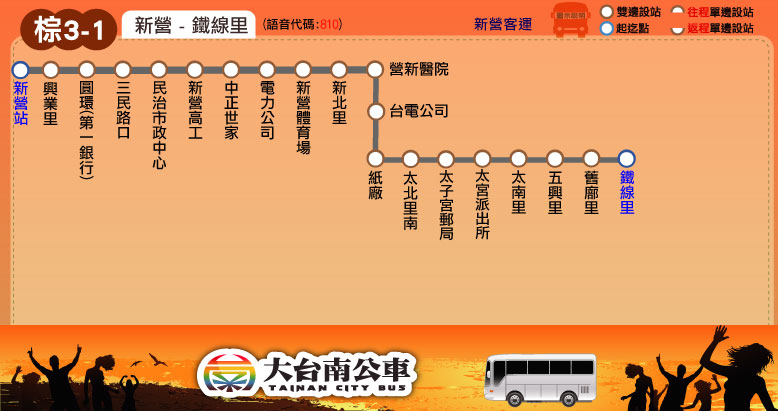 棕3-1
新營 - 鐵線里
(語音代碼:810)
新營客運
圖示說明
雙邊設站
往程單邊設站
起迄點
返程單邊設站
新營站
興業里
圓環(第一銀行)
三民路口
民治市政中心
新營高工
中正世家
電力公司
新營體育場
新北里
營新醫院
台電公司
紙廠
太北里南
太子宮郵局
太宮派出所
太南里
五興里
舊廍里
鐵線里
大台南公車
TAINAN CITY BUS